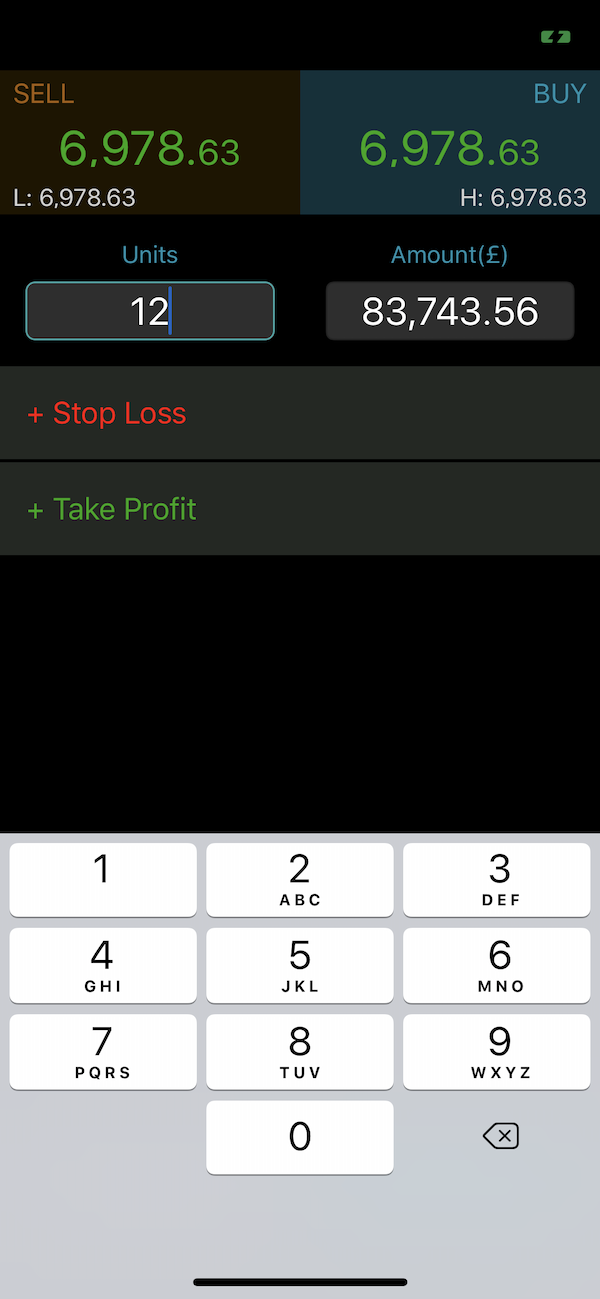 SELL BUY
6,978.63 6,978.63
L: 6,978.63 H: 6,978.63
Units Amount(£)
12 83,743.56
+ Stop Loss
+ Take Profit
1 2 3
ABC DEF
4 5 6
GHI JKL MNO
7 8 9
PQRS TUV WXYZ
0